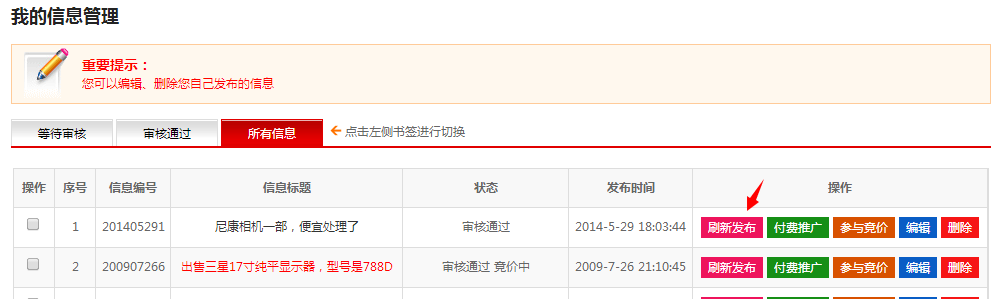 我的信息管理
重要提示：
您可以编辑、删除您自己发布的信息
等待审核 审核通过 所有信息 点击左侧书签进行切换
操作 序号 信息编号 信息标题 状态 发布时间 操作
1 201405291 尼康相机一部，便宜处理了 审核通过 2014-5-29 18:03:44 刷新发布 付费推广 参与竞价 编辑 删除
2 200907266 出售三星17寸纯平显示器，型号是788D 审核通过 竞价中 2009-7-26 21:10:45 刷新发布 付费推广 参与竞价 编辑 删除